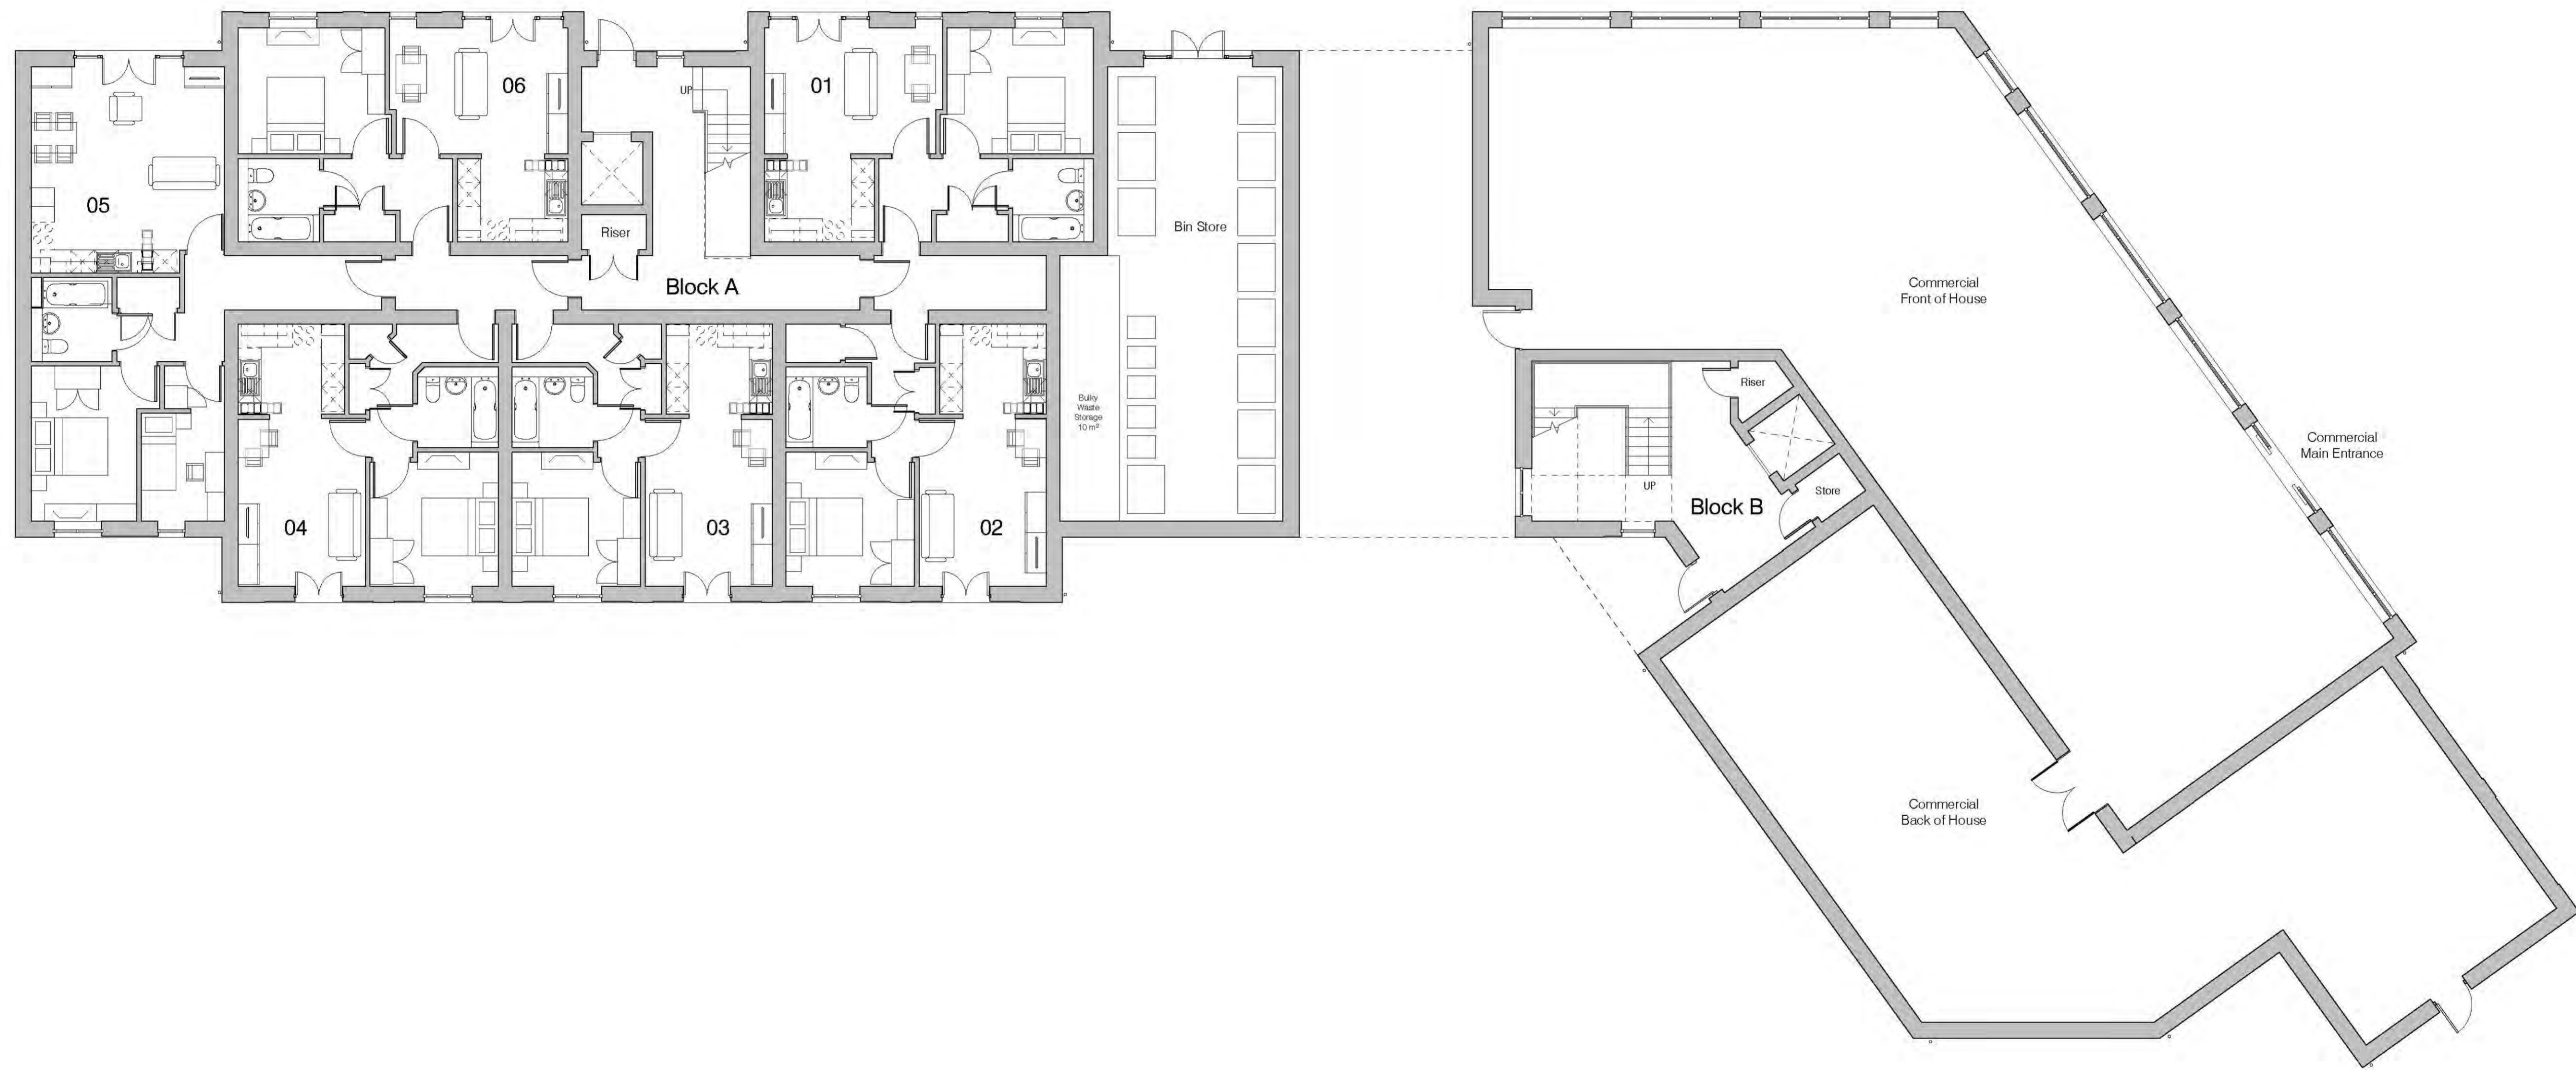 06
01
UP
05
Riser
Bin Store
Block A
Commercial
Front of House
Riser
Bulky
Waste
Storage
10 m²
Commercial
Main Entrance
UP
Store
Block B
04
03
02
Commercial
Back of House